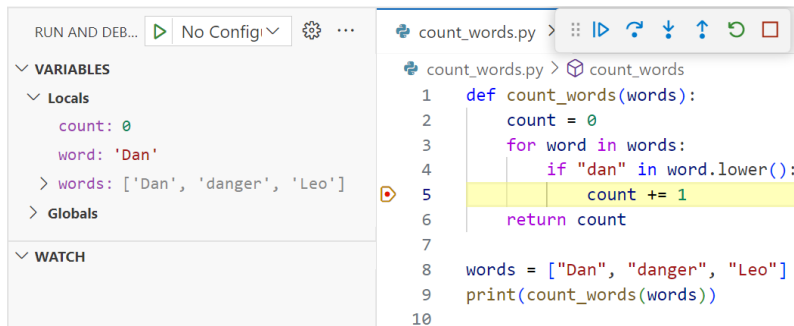 RUN AND DEB... No Config
VARIABLES
Locals
count: 0
word: 'Dan'
words: ['Dan', 'danger', 'Leo']
Globals
WATCH
count_words.py
count_words.py > count_words
1 def count_words(words):
2     count = 0
3     for word in words:
4         if "dan" in word.lower():
5             count += 1
6     return count
7
8 words = ["Dan", "danger", "Leo"]
9 print(count_words(words))
10